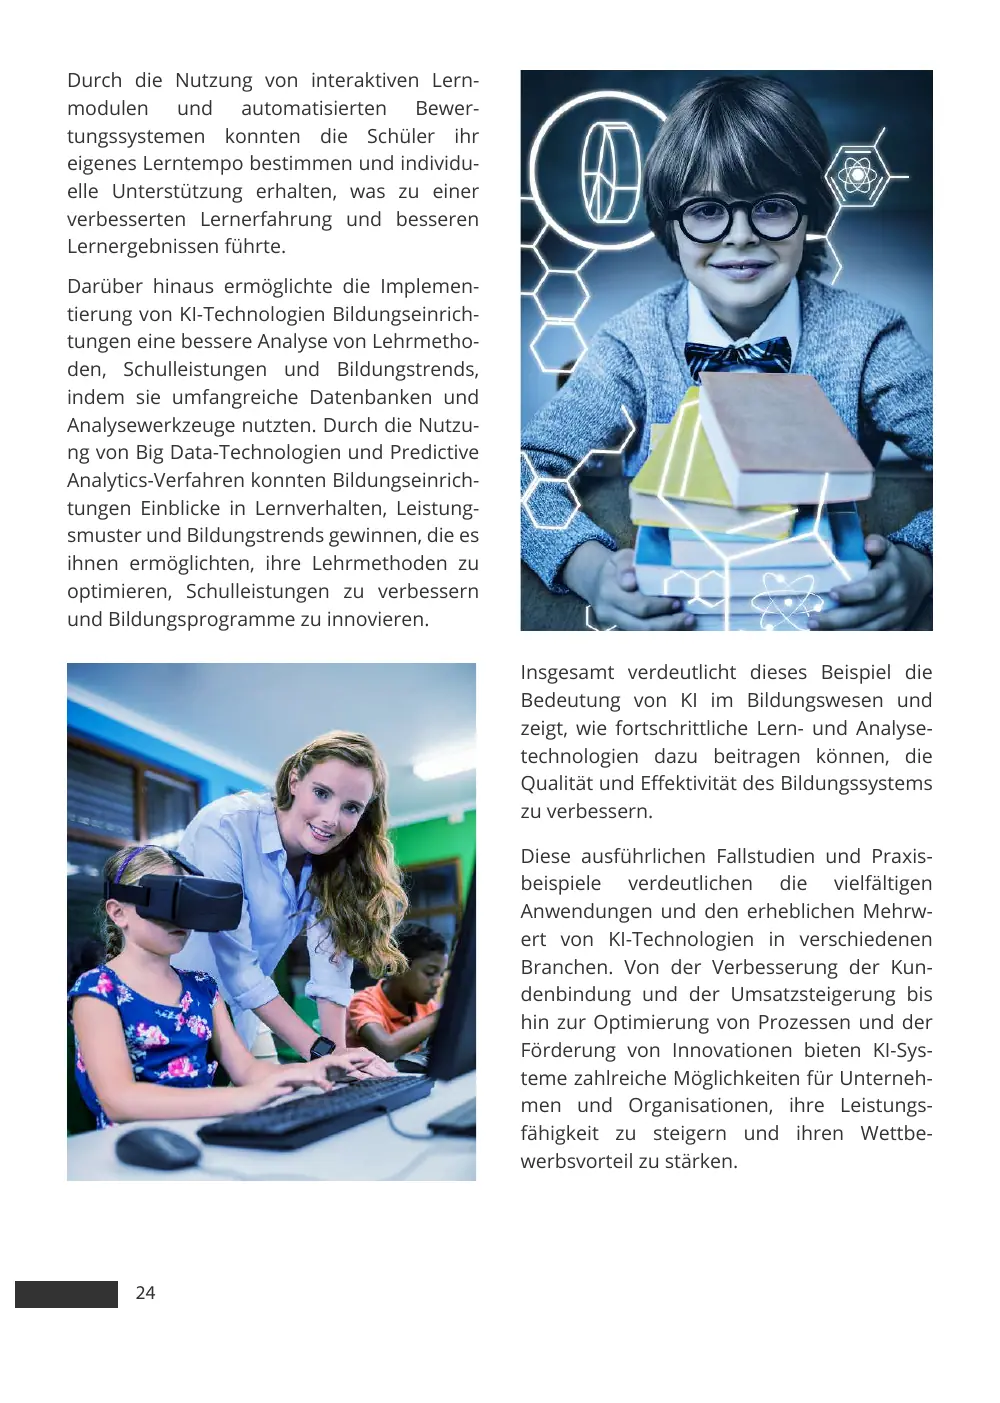 Durch die Nutzung von interaktiven Lern-
modulen und automatisierten Bewer-
tungssystemen konnten die Schüler ihr
eigenes Lerntempo bestimmen und individu-
elle Unterstützung erhalten, was zu einer
verbesserten Lernerfahrung und besseren
Lernergebnissen führte.
Darüber hinaus ermöglichte die Implemen-
tierung von KI-Technologien Bildungseinrich-
tungen eine bessere Analyse von Lehrmetho-
den, Schulleistungen und Bildungstrends,
indem sie umfangreiche Datenbanken und
Analysewerkzeuge nutzten. Durch die Nutzu-
ng von Big Data-Technologien und Predictive
Analytics-Verfahren konnten Bildungseinrich-
tungen Einblicke in Lernverhalten, Leistung-
smuster und Bildungstrends gewinnen, die es
ihnen ermöglichten, ihre Lehrmethoden zu
optimieren, Schulleistungen zu verbessern
und Bildungsprogramme zu innovieren.
Insgesamt verdeutlicht dieses Beispiel die
Bedeutung von KI im Bildungswesen und
zeigt, wie fortschrittliche Lern- und Analyse-
technologien dazu beitragen können, die
Qualität und Effektivität des Bildungssystems
zu verbessern.
Diese ausführlichen Fallstudien und Praxis-
beispiele verdeutlichen die vielfältigen
Anwendungen und den erheblichen Mehrw-
ert von KI-Technologien in verschiedenen
Branchen. Von der Verbesserung der Kun-
denbindung und der Umsatzsteigerung bis
hin zur Optimierung von Prozessen und der
Förderung von Innovationen bieten KI-Sys-
teme zahlreiche Möglichkeiten für Unterneh-
men und Organisationen, ihre Leistungs-
fähigkeit zu steigern und ihren Wettbe-
werbsvorteil zu stärken.
24